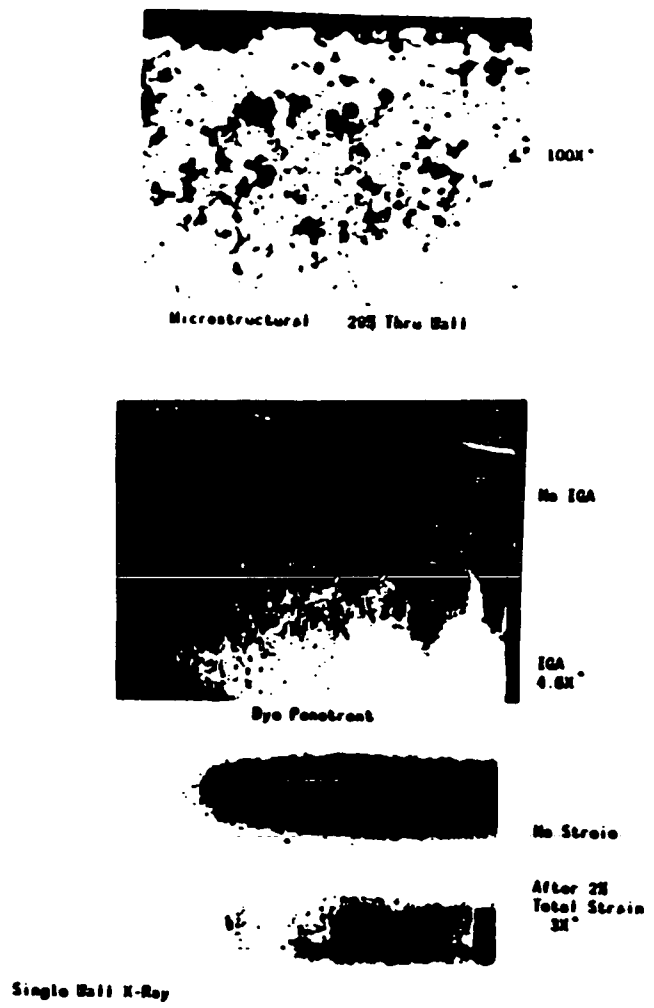 100X*
Microstructural 20% Thru Wall
No IGA
IGA
4.6X*
Dye Penetrant
No Strain
After 2%
Total Strain
3X*
Single Wall X-Ray